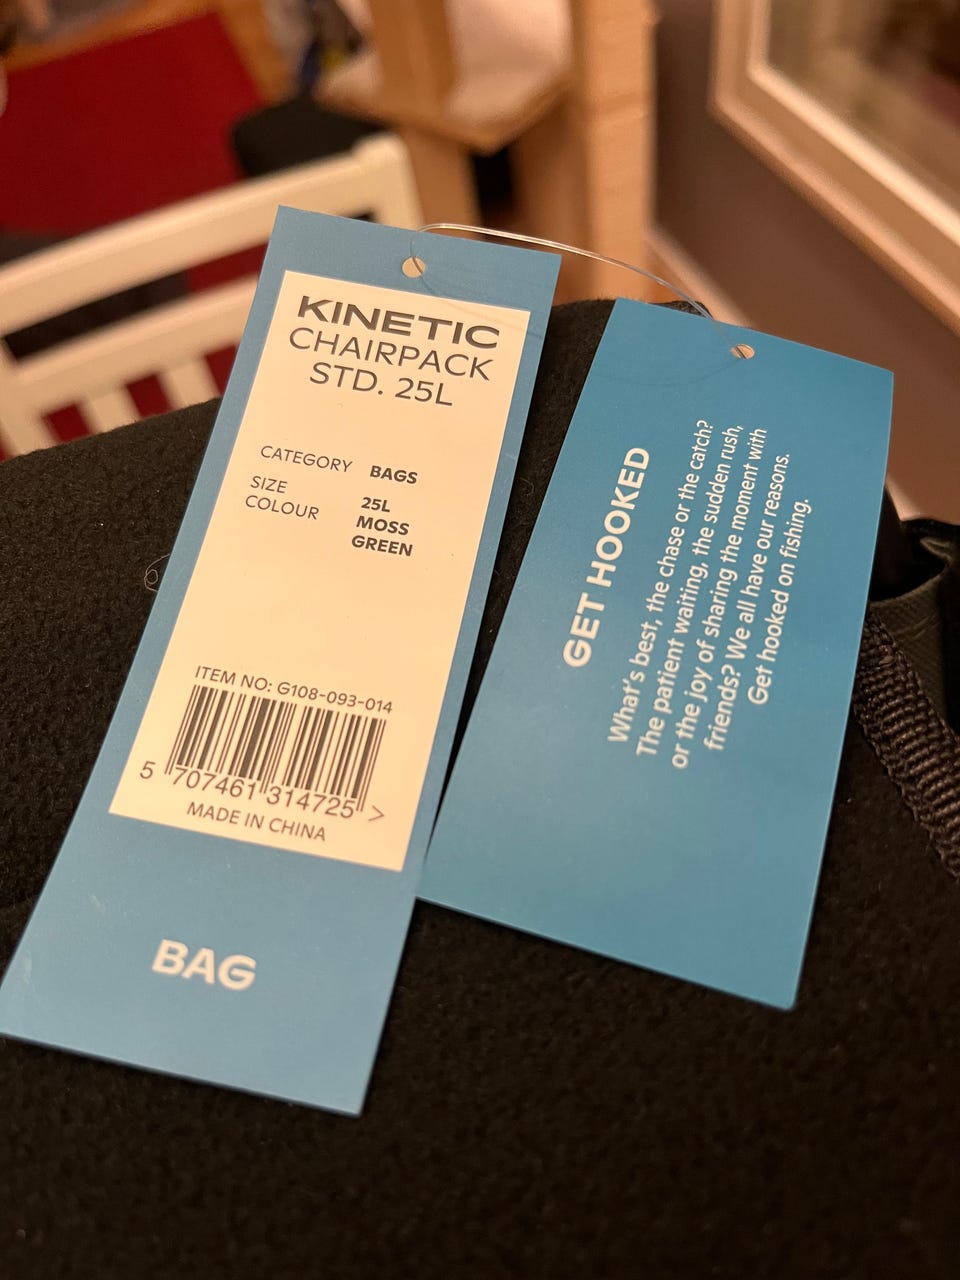 KINETIC
CHAIRPACK
STD. 25L
CATEGORY BAGS
SIZE 25L
COLOUR MOSS
GREEN
ITEM NO: G108-093-014
5 707461 314725 >
MADE IN CHINA
BAG
GET HOOKED
What's best, the chase or the catch?
The patient waiting, the sudden rush,
or the joy of sharing the moment with
friends? We all have our reasons.
Get hooked on fishing.